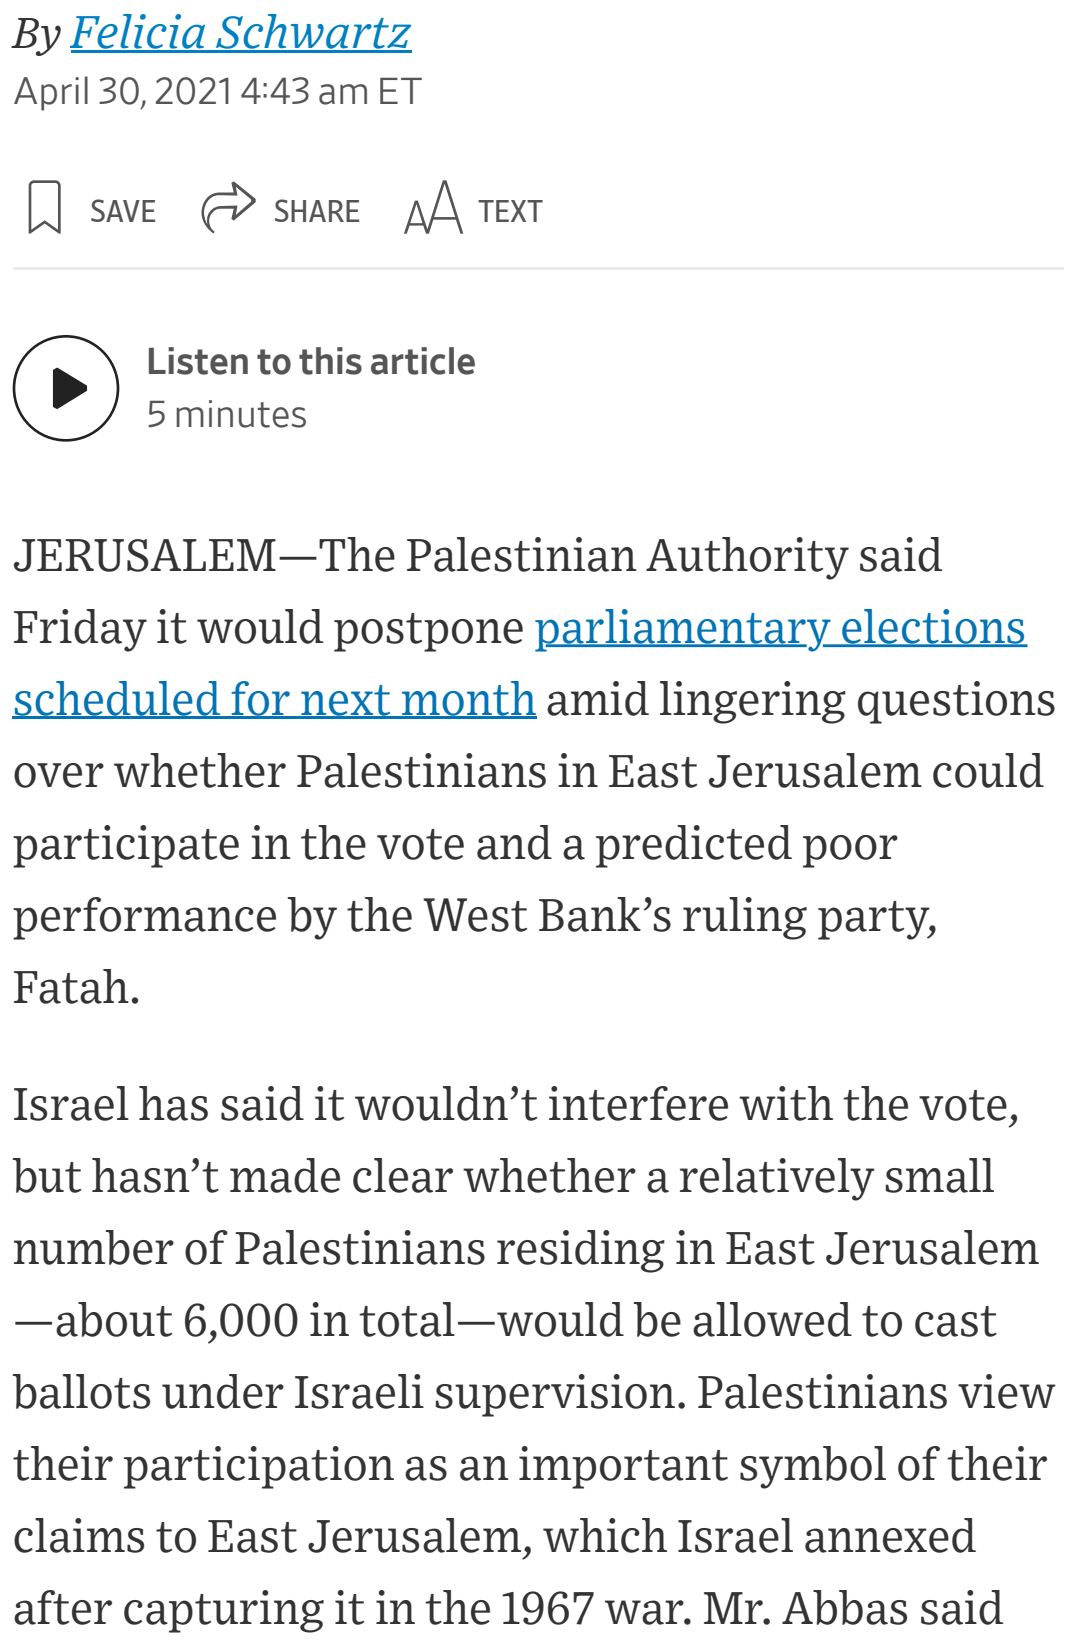 By Felicia Schwartz
April 30, 2021 4:43 am ET
SAVE SHARE AA TEXT
Listen to this article
5 minutes
JERUSALEM—The Palestinian Authority said
Friday it would postpone parliamentary elections
scheduled for next month amid lingering questions
over whether Palestinians in East Jerusalem could
participate in the vote and a predicted poor
performance by the West Bank’s ruling party,
Fatah.
Israel has said it wouldn’t interfere with the vote,
but hasn’t made clear whether a relatively small
number of Palestinians residing in East Jerusalem
—about 6,000 in total—would be allowed to cast
ballots under Israeli supervision. Palestinians view
their participation as an important symbol of their
claims to East Jerusalem, which Israel annexed
after capturing it in the 1967 war. Mr. Abbas said